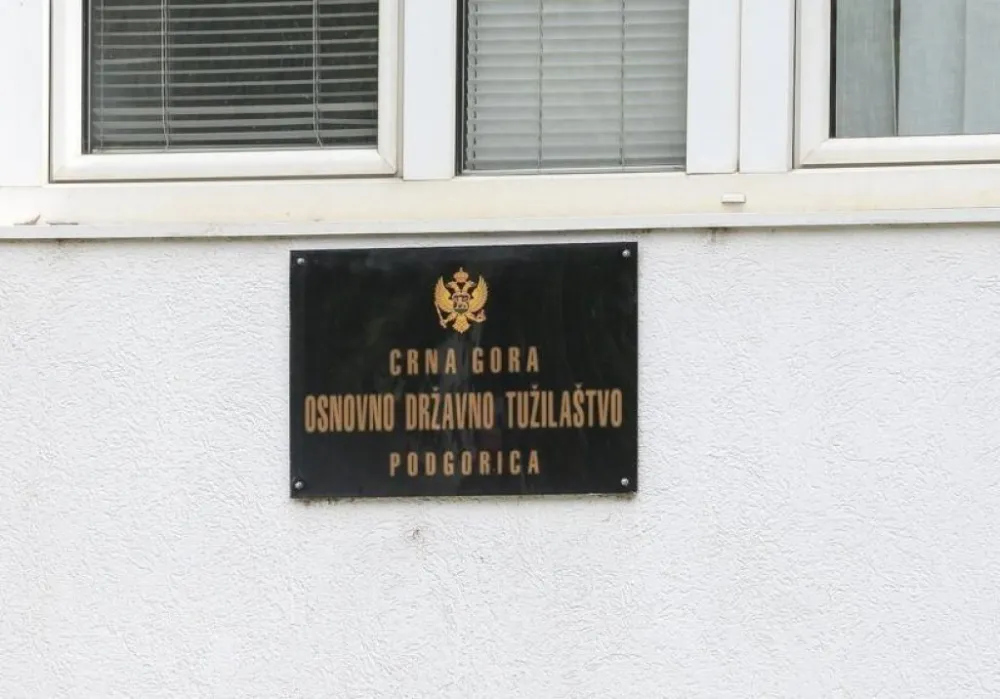 CRNA GORA
OSNOVNO DRŽAVNO TUŽILAŠTVO
PODGORICA